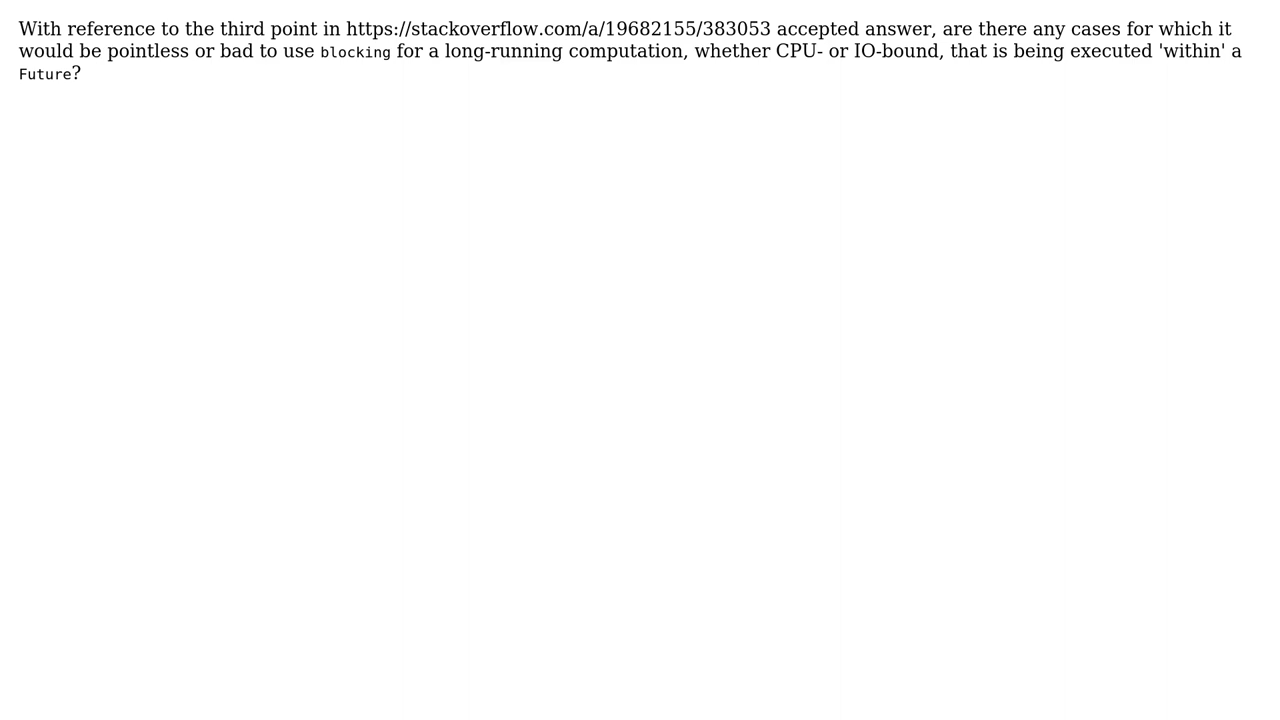 With reference to the third point in https://stackoverflow.com/a/19682155/383053 accepted answer, are there any cases for which it
would be pointless or bad to use blocking for a long-running computation, whether CPU- or IO-bound, that is being executed 'within' a
Future?